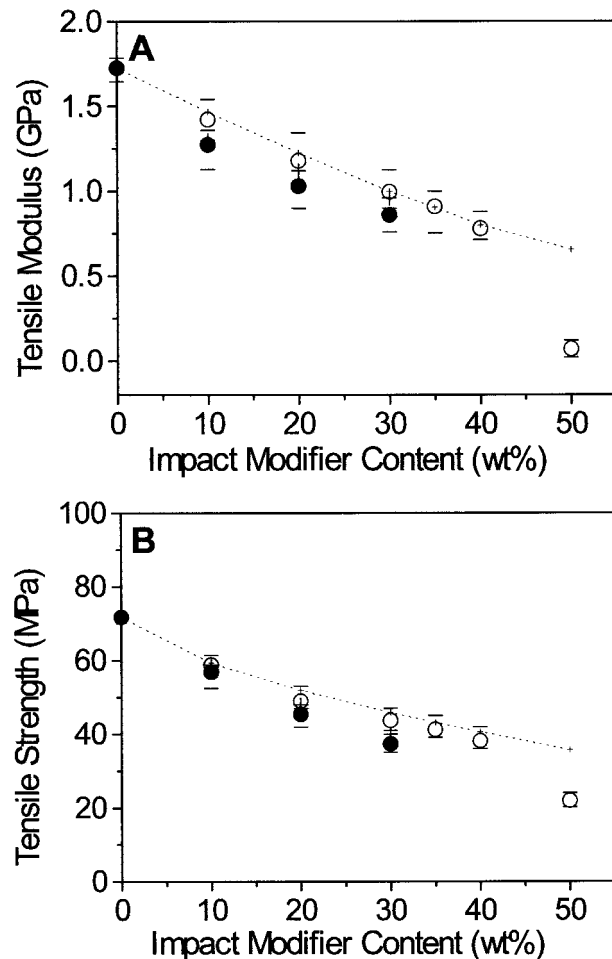 A
Tensile Modulus (GPa)
2.0
1.5
1.0
0.5
0.0
0 10 20 30 40 50
Impact Modifier Content (wt%)
B
Tensile Strength (MPa)
100
80
60
40
20
0
0 10 20 30 40 50
Impact Modifier Content (wt%)